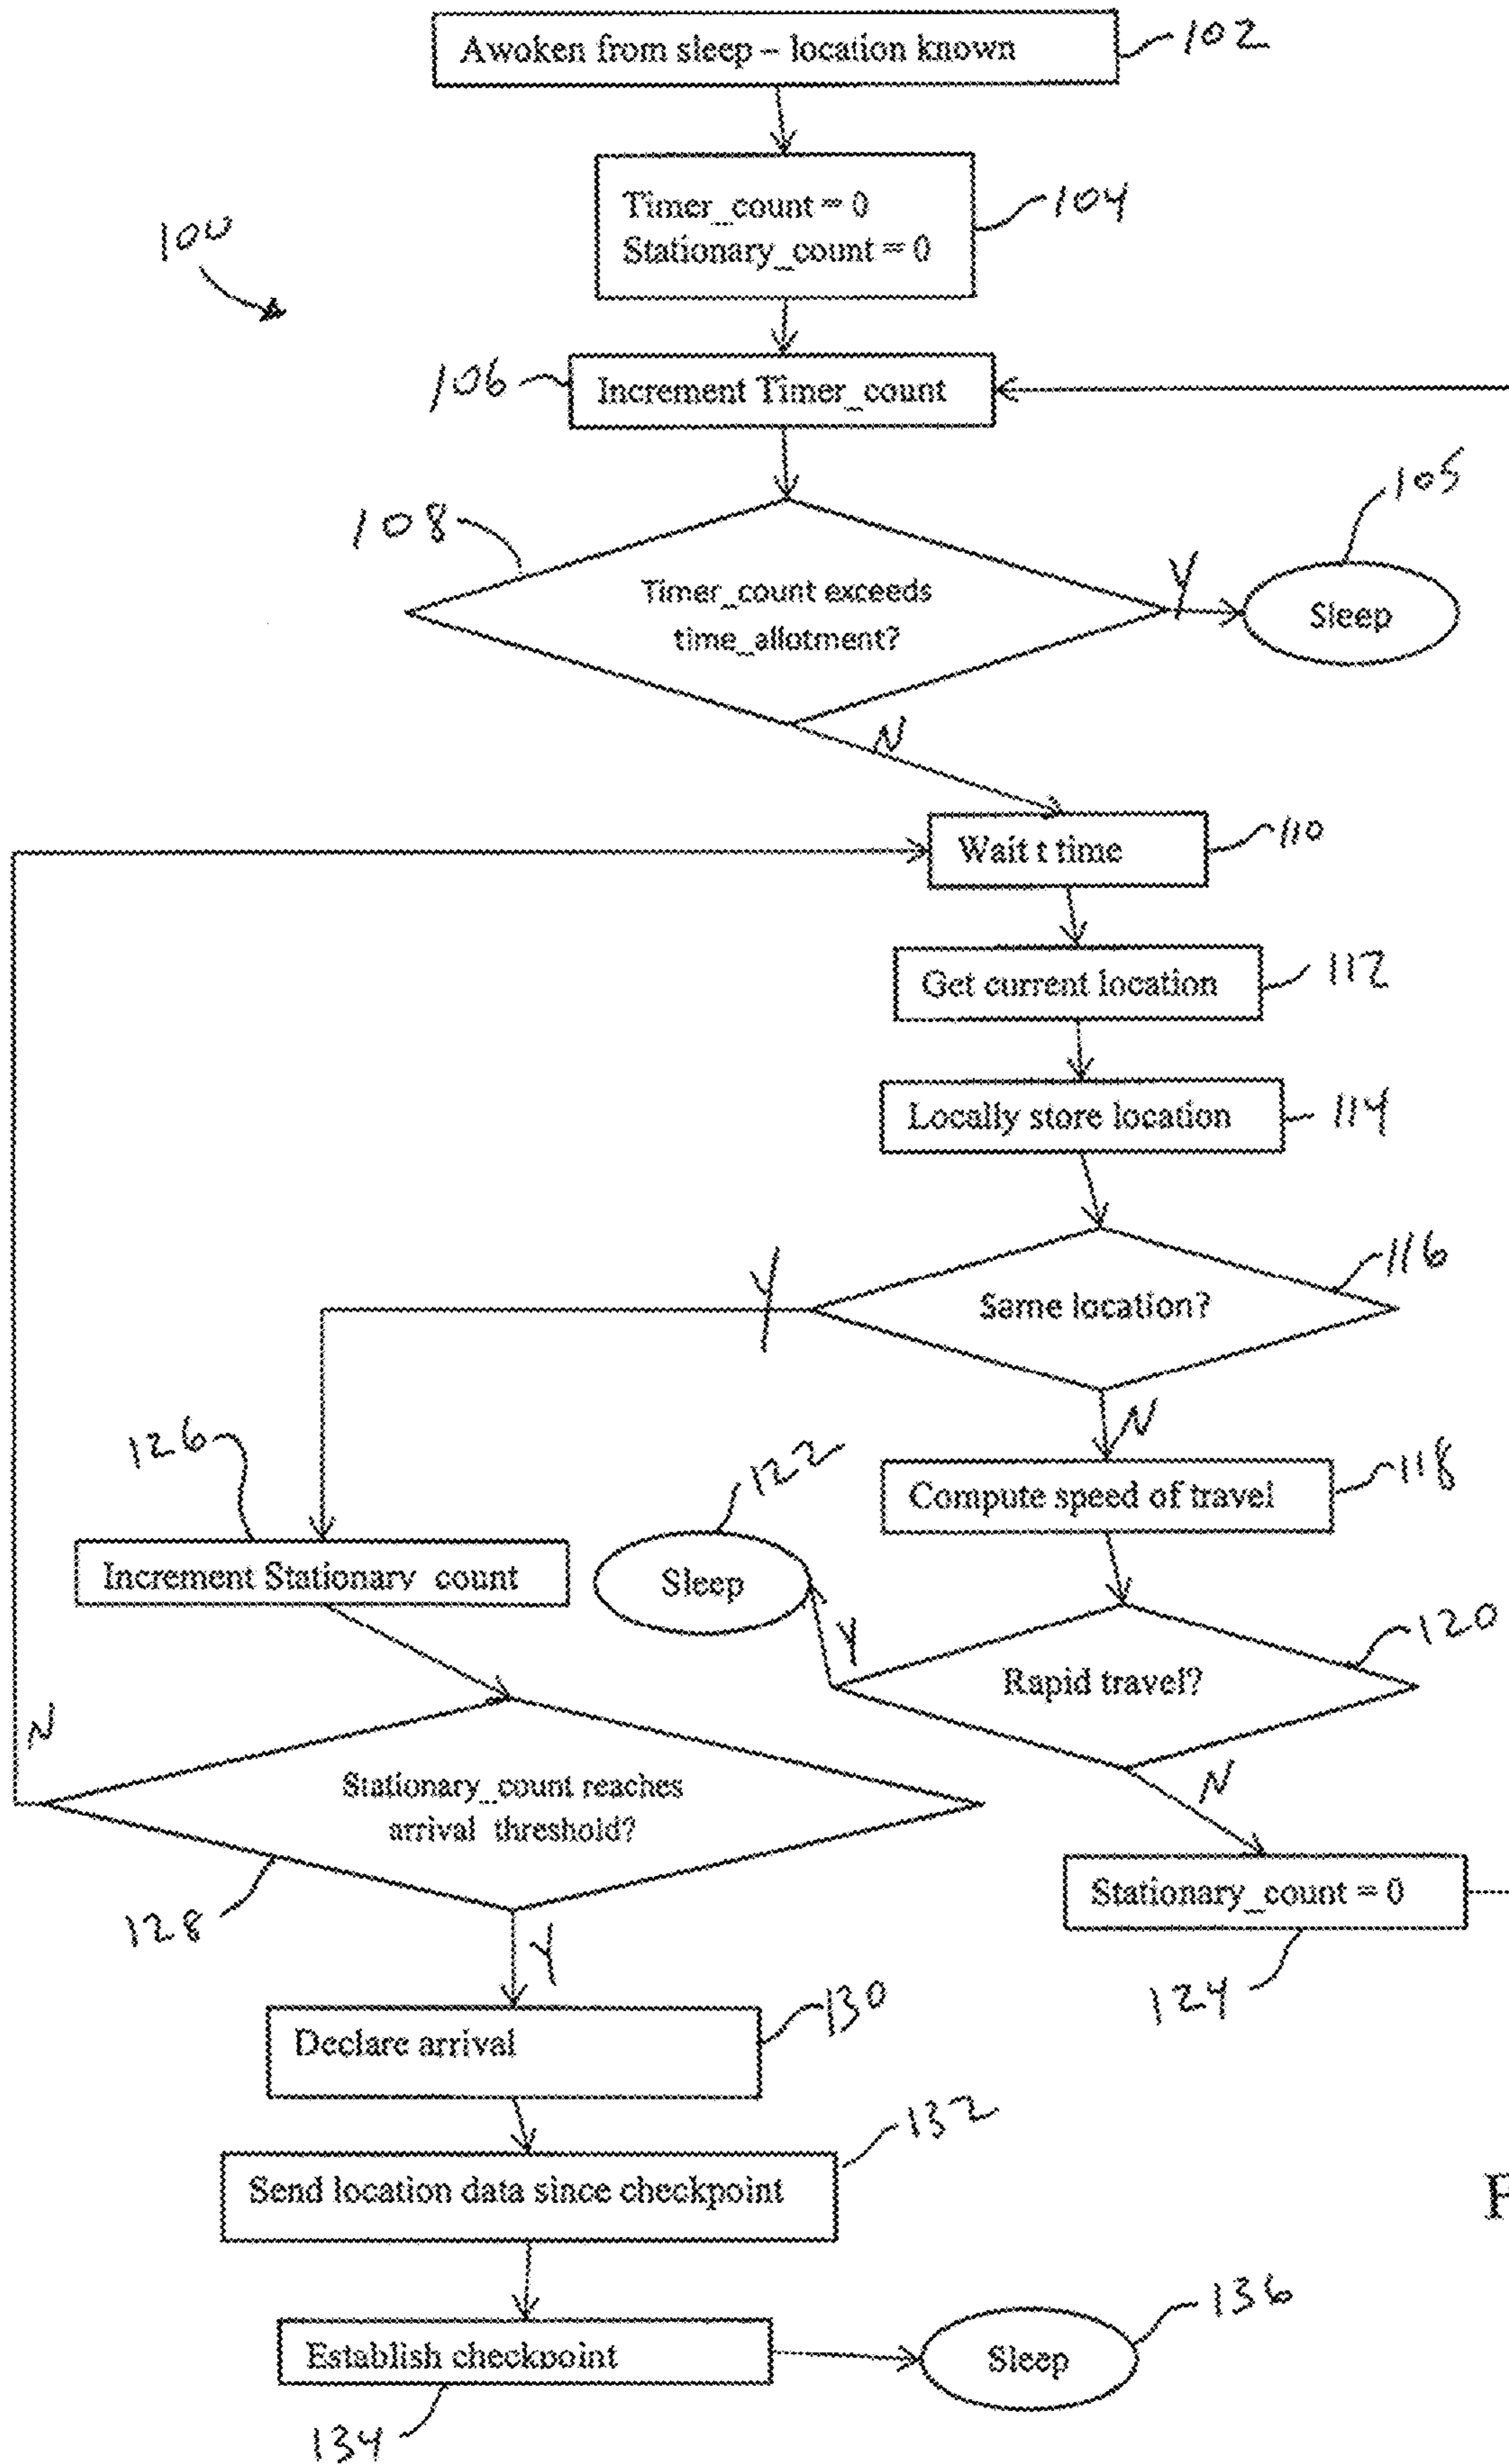 Awoken from sleep – location known
102
Timer_count = 0
Stationary_count = 0
104
100
106
Increment Timer_count
108
Timer_count exceeds
time_allotment?
Y
Sleep
105
N
Wait t time
110
Get current location
112
Locally store location
114
Same location?
116
Y
N
126
Increment Stationary count
122
Sleep
Compute speed of travel
118
Y
Rapid travel?
120
N
N
Stationary_count reaches
arrival threshold?
128
Y
Stationary_count = 0
124
Declare arrival
130
Send location data since checkpoint
132
Establish checkpoint
134
Sleep
136